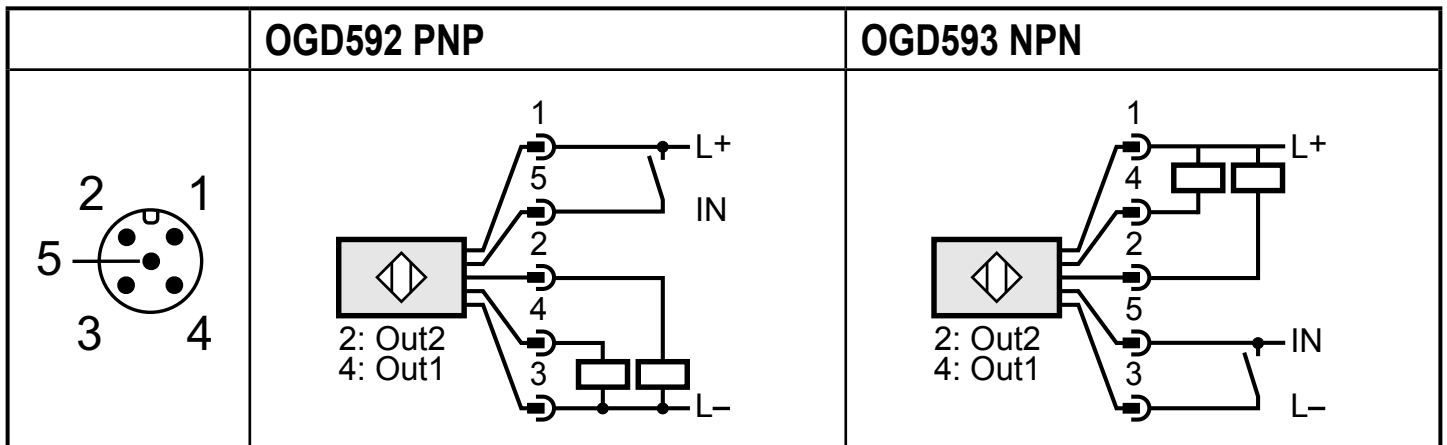 OGD592 PNP
OGD593 NPN
2 1
5
3 4
1
L+
5
IN
2
4
3
L–
2: Out2
4: Out1
1
L+
4
2
5
IN
3
L–
2: Out2
4: Out1